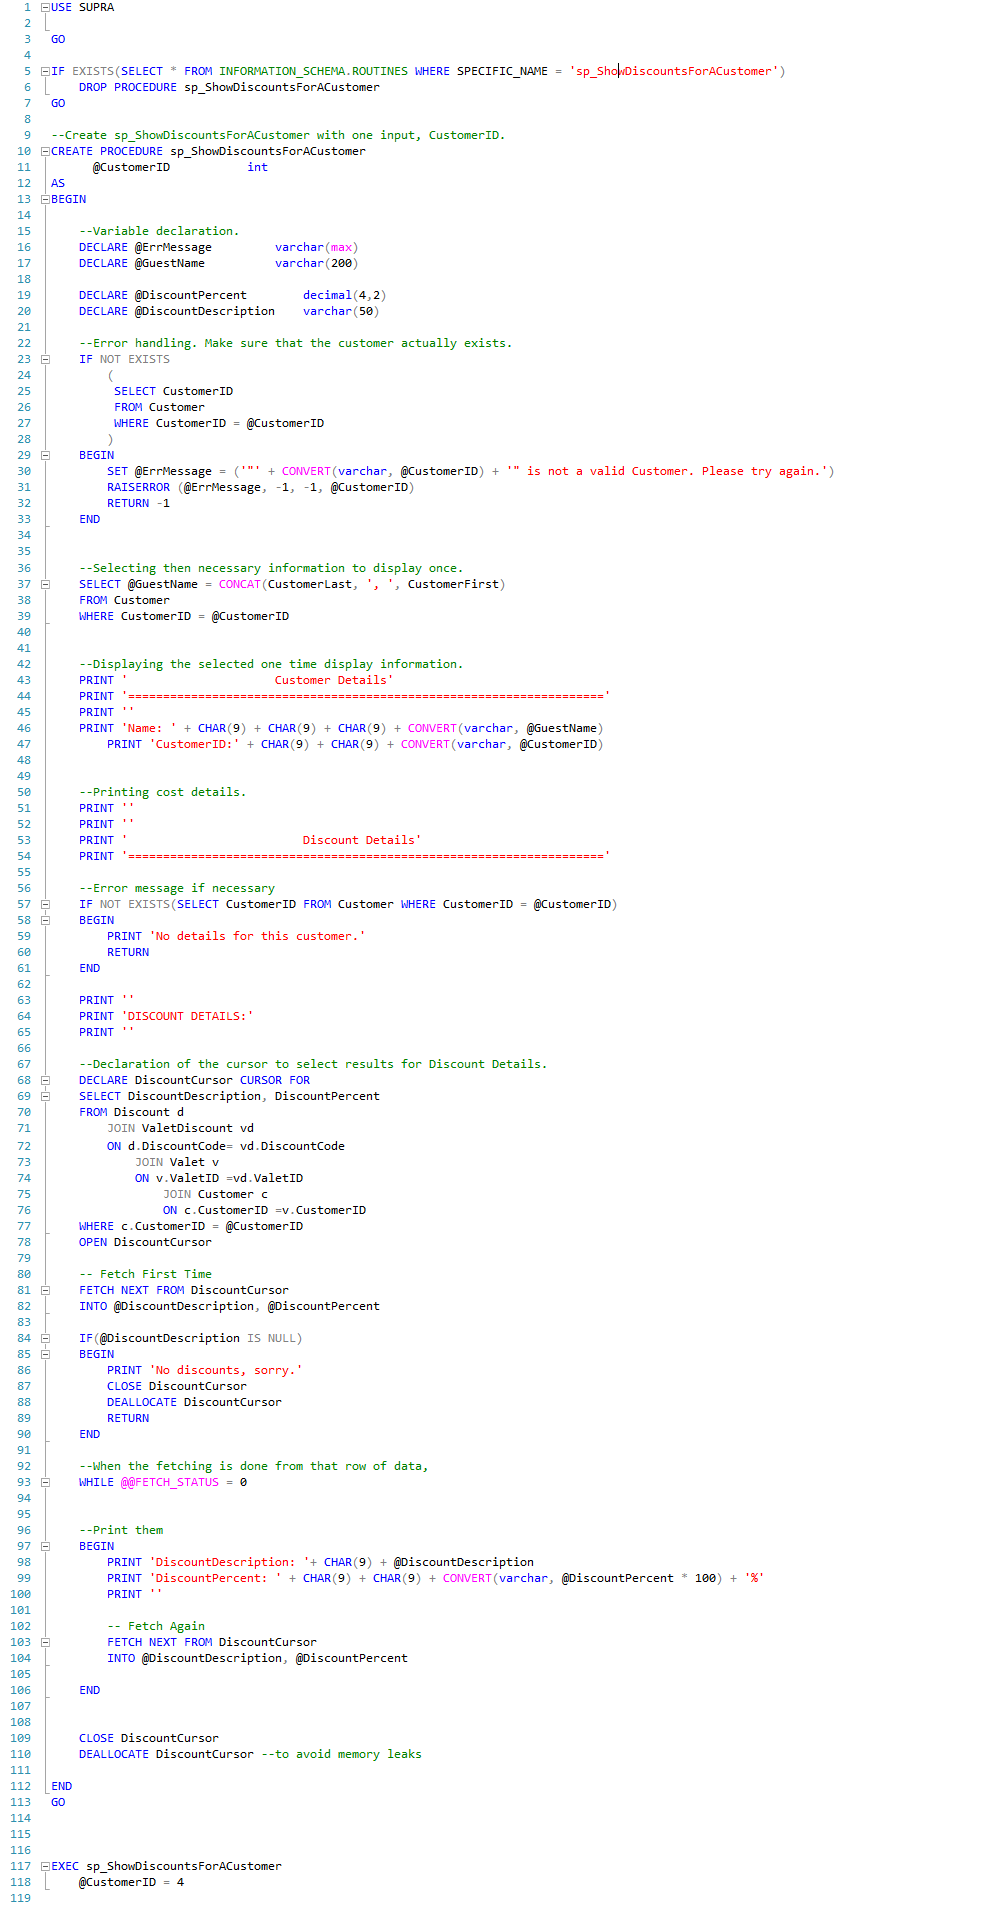 1 USE SUPRA
2
3 GO
4
5 IF EXISTS(SELECT * FROM INFORMATION_SCHEMA.ROUTINES WHERE SPECIFIC_NAME = 'sp_ShowDiscountsForACustomer')
6 DROP PROCEDURE sp_ShowDiscountsForACustomer
7 GO
8
9 --Create sp_ShowDiscountsForACustomer with one input, CustomerID.
10 CREATE PROCEDURE sp_ShowDiscountsForACustomer
11 @CustomerID int
12 AS
13 BEGIN
14
15 --Variable declaration.
16 DECLARE @ErrMessage varchar(max)
17 DECLARE @GuestName varchar(200)
18
19 DECLARE @DiscountPercent decimal(4,2)
20 DECLARE @DiscountDescription varchar(50)
21
22 --Error handling. Make sure that the customer actually exists.
23 IF NOT EXISTS
24 (
25 SELECT CustomerID
26 FROM Customer
27 WHERE CustomerID = @CustomerID
28 )
29 BEGIN
30 SET @ErrMessage = ('"' + CONVERT(varchar, @CustomerID) + '" is not a valid Customer. Please try again.')
31 RAISERROR (@ErrMessage, -1, -1, @CustomerID)
32 RETURN -1
33 END
34
35
36 --Selecting then necessary information to display once.
37 SELECT @GuestName = CONCAT(CustomerLast, ', ', CustomerFirst)
38 FROM Customer
39 WHERE CustomerID = @CustomerID
40
41
42 --Displaying the selected one time display information.
43 PRINT ' Customer Details'
44 PRINT '===================================================================='
45 PRINT ''
46 PRINT 'Name: ' + CHAR(9) + CHAR(9) + CHAR(9) + CONVERT(varchar, @GuestName)
47 PRINT 'CustomerID:' + CHAR(9) + CHAR(9) + CONVERT(varchar, @CustomerID)
48
49
50 --Printing cost details.
51 PRINT ''
52 PRINT ''
53 PRINT ' Discount Details'
54 PRINT '===================================================================='
55
56 --Error message if necessary
57 IF NOT EXISTS(SELECT CustomerID FROM Customer WHERE CustomerID = @CustomerID)
58 BEGIN
59 PRINT 'No details for this customer.'
60 RETURN
61 END
62
63 PRINT ''
64 PRINT 'DISCOUNT DETAILS:'
65 PRINT ''
66
67 --Declaration of the cursor to select results for Discount Details.
68 DECLARE DiscountCursor CURSOR FOR
69 SELECT DiscountDescription, DiscountPercent
70 FROM Discount d
71 JOIN ValetDiscount vd
72 ON d.DiscountCode= vd.DiscountCode
73 JOIN Valet v
74 ON v.ValetID =vd.ValetID
75 JOIN Customer c
76 ON c.CustomerID =v.CustomerID
77 WHERE c.CustomerID = @CustomerID
78 OPEN DiscountCursor
79
80 -- Fetch First Time
81 FETCH NEXT FROM DiscountCursor
82 INTO @DiscountDescription, @DiscountPercent
83
84 IF(@DiscountDescription IS NULL)
85 BEGIN
86 PRINT 'No discounts, sorry.'
87 CLOSE DiscountCursor
88 DEALLOCATE DiscountCursor
89 RETURN
90 END
91
92 --When the fetching is done from that row of data,
93 WHILE @@FETCH_STATUS = 0
94
95
96 --Print them
97 BEGIN
98 PRINT 'DiscountDescription: '+ CHAR(9) + @DiscountDescription
99 PRINT 'DiscountPercent: ' + CHAR(9) + CHAR(9) + CONVERT(varchar, @DiscountPercent * 100) + '%'
100 PRINT ''
101
102 -- Fetch Again
103 FETCH NEXT FROM DiscountCursor
104 INTO @DiscountDescription, @DiscountPercent
105
106 END
107
108
109 CLOSE DiscountCursor
110 DEALLOCATE DiscountCursor --to avoid memory leaks
111
112 END
113 GO
114
115
116
117 EXEC sp_ShowDiscountsForACustomer
118 @CustomerID = 4
119